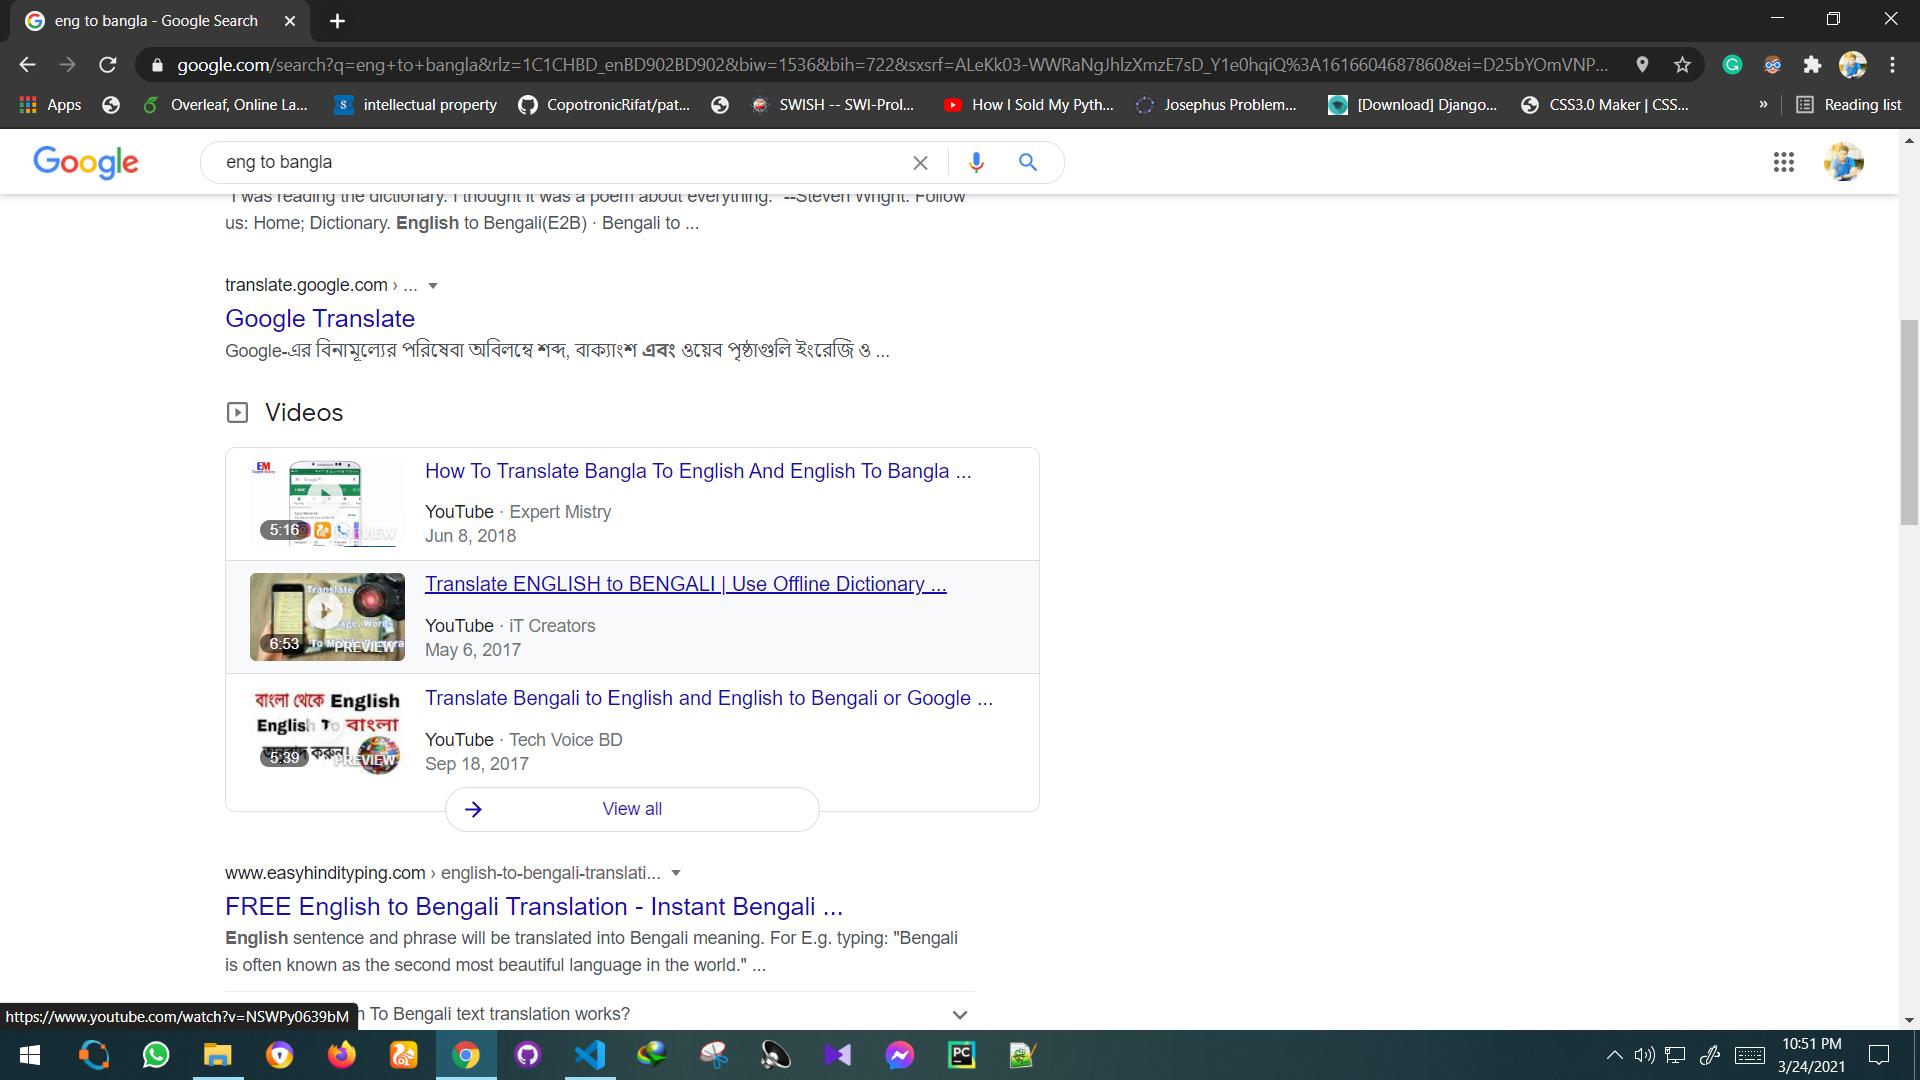 eng to bangla - Google Search
google.com/search?q=eng+to+bangla&rlz=1C1CHBD_enBD902BD902&biw=1536&bih=722&sxsrf=ALeKk03-WWRaNgJhlzXmzE7sD_Y1e0hqiQ%3A1616604687860&ei=D25bYOmVNP...
Apps Overleaf, Online La... intellectual property CopotronicRifat/pat... SWISH -- SWI-Prol... How I Sold My Pyth... Josephus Problem... [Download] Django... CSS3.0 Maker | CSS... » Reading list
Google eng to bangla
"I was reading the dictionary. I thought it was a poem about everything." --Steven Wright. Follow
us: Home; Dictionary. English to Bengali(E2B) · Bengali to ...
translate.google.com › ...
Google Translate
Google-এর বিনামূল্যের পরিষেবা অবিলম্বে শব্দ, বাক্যাংশ এবং ওয়েব পৃষ্ঠাগুলি ইংরেজি ও ...
Videos
EM
How To Translate Bangla To English And English To Bangla ...
YouTube · Expert Mistry
5:16 PREVIEW
Jun 8, 2018
Translate ENGLISH to BENGALI | Use Offline Dictionary ...
Translate
YouTube · iT Creators
6:53 PREVIEW
May 6, 2017
বাংলা থেকে English
Translate Bengali to English and English to Bengali or Google ...
English To বাংলা
YouTube · Tech Voice BD
অনুবাদ করুন!
5:39 PREVIEW
Sep 18, 2017
View all
www.easyhindityping.com › english-to-bengali-translati...
FREE English to Bengali Translation - Instant Bengali ...
English sentence and phrase will be translated into Bengali meaning. For E.g. typing: "Bengali
is often known as the second most beautiful language in the world." ...
To Bengali text translation works?
https://www.youtube.com/watch?v=NSWPy0639bM
10:51 PM
3/24/2021